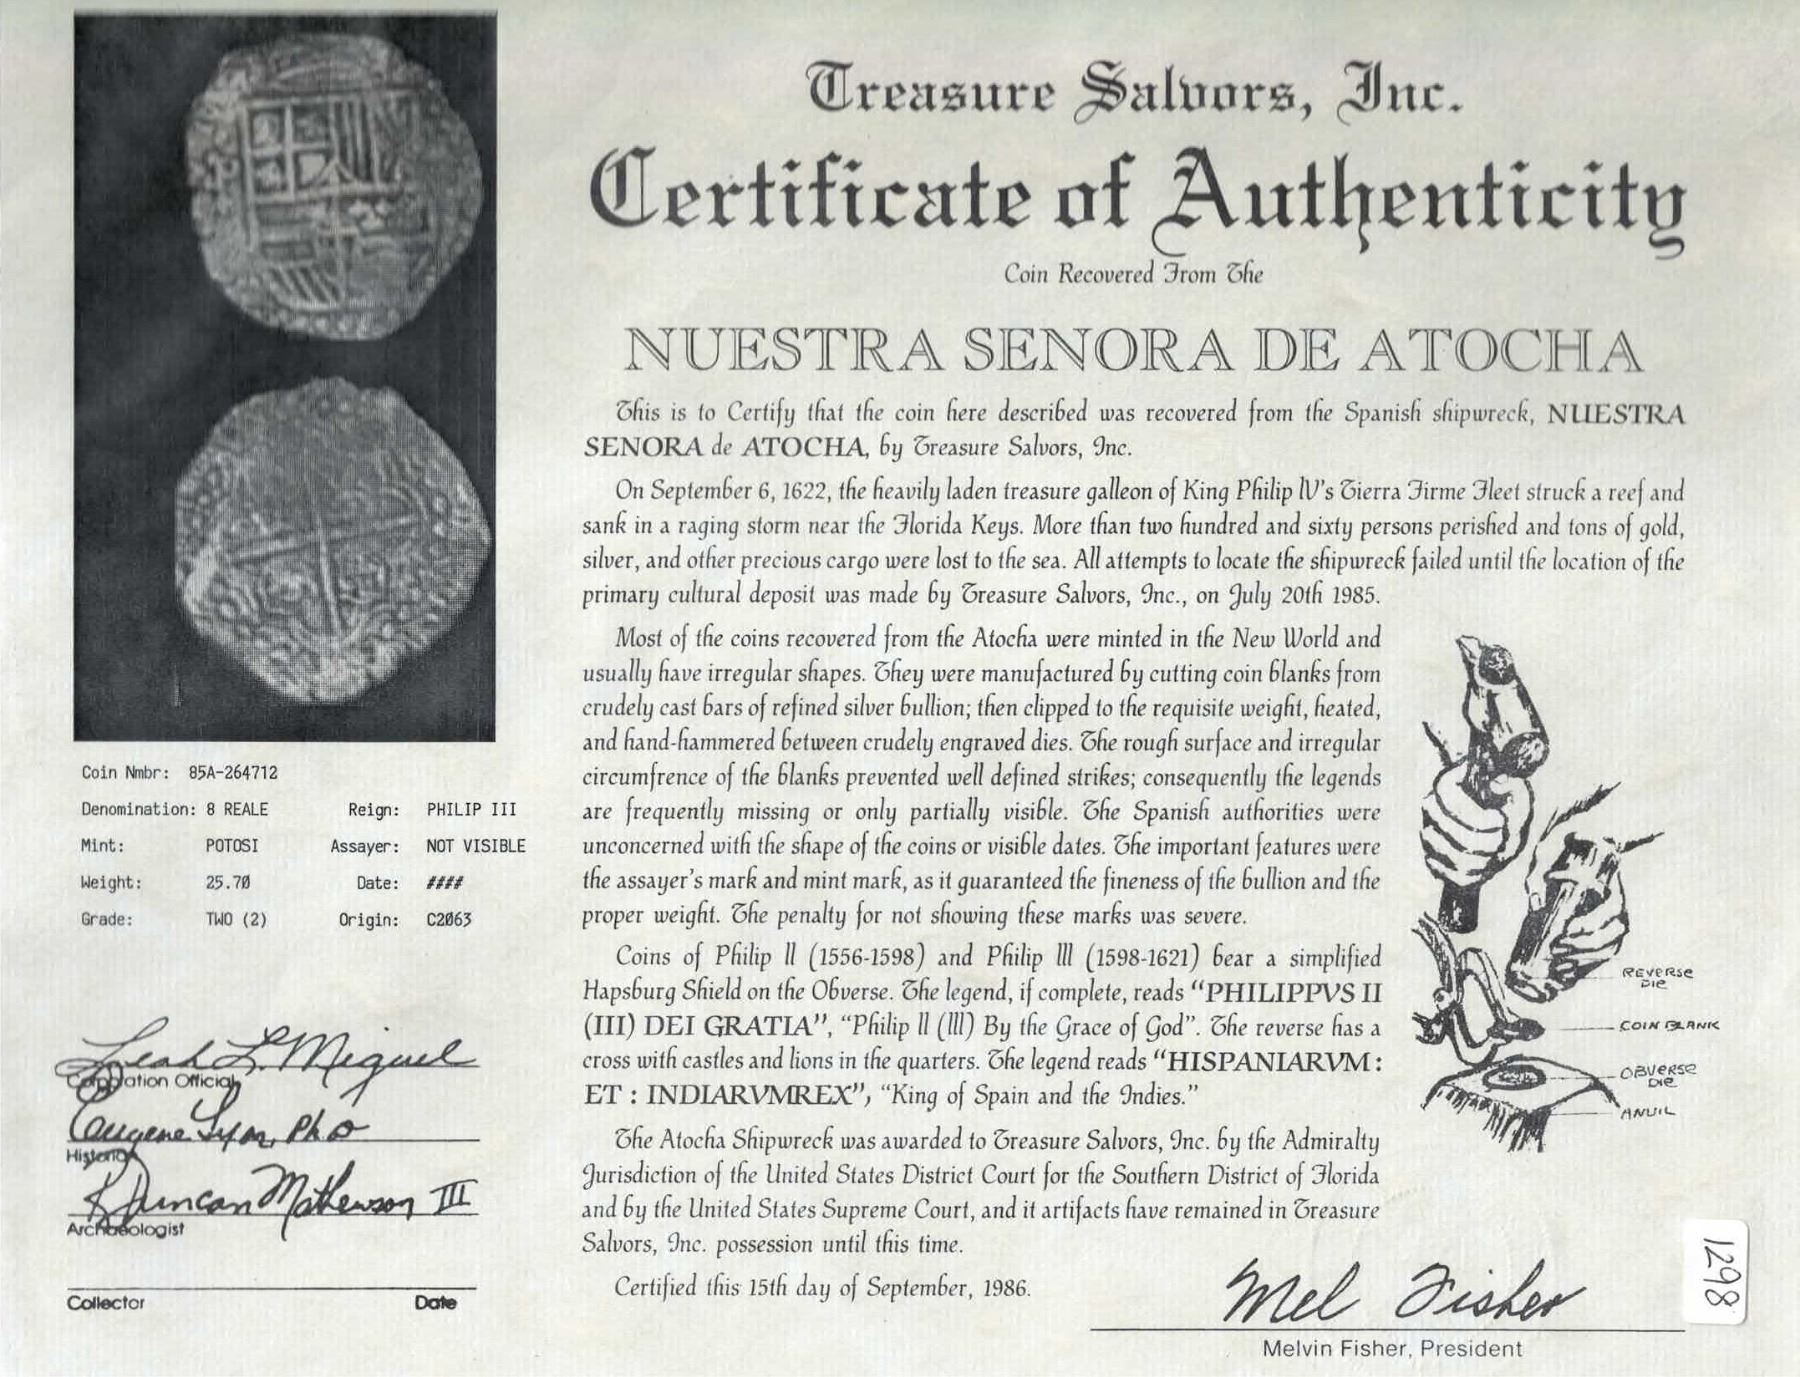 Treasure Salvors, Inc.
Certificate of Authenticity
Coin Recovered From The
NUESTRA SENORA DE ATOCHA
This is to Certify that the coin here described was recovered from the Spanish shipwreck, NUESTRA
SENORA de ATOCHA, by Treasure Salvors, Inc.
On September 6, 1622, the heavily laden treasure galleon of King Philip IV's Tierra Firme Fleet struck a reef and
sank in a raging storm near the Florida Keys. More than two hundred and sixty persons perished and tons of gold,
silver, and other precious cargo were lost to the sea. All attempts to locate the shipwreck failed until the location of the
primary cultural deposit was made by Treasure Salvors, Inc., on July 20th 1985.
Most of the coins recovered from the Atocha were minted in the New World and
usually have irregular shapes. They were manufactured by cutting coin blanks from
crudely cast bars of refined silver bullion; then clipped to the requisite weight, heated,
and hand-hammered between crudely engraved dies. The rough surface and irregular
circumfrence of the blanks prevented well defined strikes; consequently the legends
are frequently missing or only partially visible. The Spanish authorities were
unconcerned with the shape of the coins or visible dates. The important features were
the assayer's mark and mint mark, as it guaranteed the fineness of the bullion and the
proper weight. The penalty for not showing these marks was severe.
Coins of Philip II (1556-1598) and Philip III (1598-1621) bear a simplified
Hapsburg Shield on the Obverse. The legend, if complete, reads "PHILIPPVS II
(III) DEI GRATIA", "Philip II (III) By the Grace of God". The reverse has a
cross with castles and lions in the quarters. The legend reads "HISPANIARVM :
ET : INDIARVMREX", "King of Spain and the Indies."
The Atocha Shipwreck was awarded to Treasure Salvors, Inc. by the Admiralty
Jurisdiction of the United States District Court for the Southern District of Florida
and by the United States Supreme Court, and it artifacts have remained in Treasure
Salvors, Inc. possession until this time.
Certified this 15th day of September, 1986.
Mel Fisher
Melvin Fisher, President
REVERSE
DIE
COIN BLANK
OBVERSE
DIE
ANVIL
1298
Coin Nmbr: 85A-264712
Denomination: 8 REALE Reign: PHILIP III
Mint: POTOSI Assayer: NOT VISIBLE
Weight: 25.70 Date: ####
Grade: TWO (2) Origin: C2063
Leah L. Miguel
Corporation Official
Eugene Lyon, PhD
Historian
R Duncan Mathewson III
Archaeologist
Collector Date